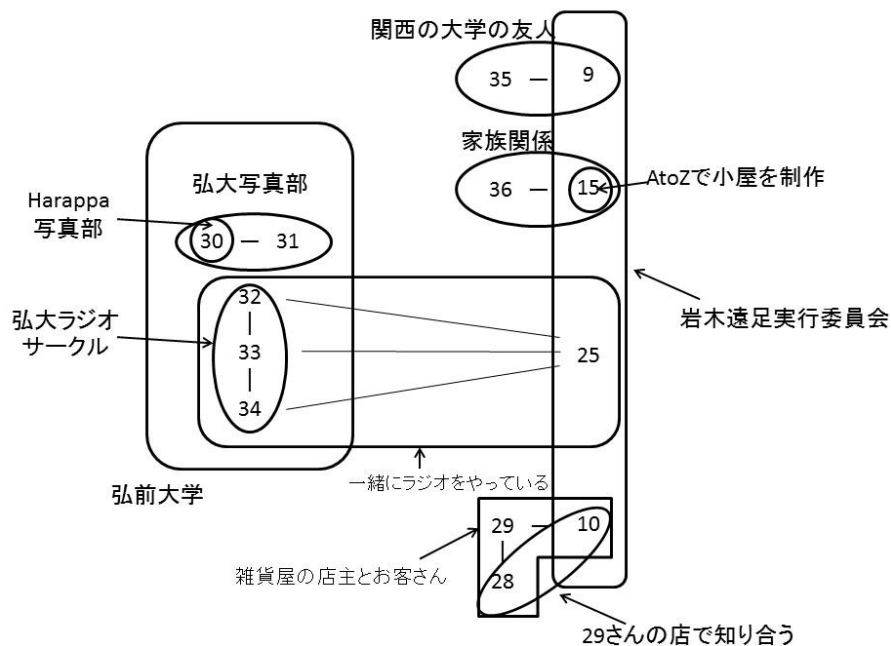 関西の大学の友人
35 ー 9
家族関係
36 ー 15
AtoZで小屋を制作
弘大写真部
Harappa
写真部
30 ー 31
弘大ラジオ
サークル
32
33
34
25
岩木遠足実行委員会
弘前大学
一緒にラジオをやっている
29 ー 10
28
雑貨屋の店主とお客さん
29さんの店で知り合う